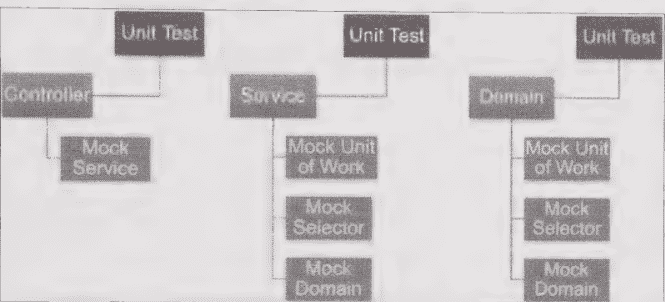 Unit Test
Unit Test
Unit Test
Controller
Service
Domain
Mock
Service
Mock Unit
of Work
Mock Unit
of Work
Mock
Selector
Mock
Selector
Mock
Domain
Mock
Domain